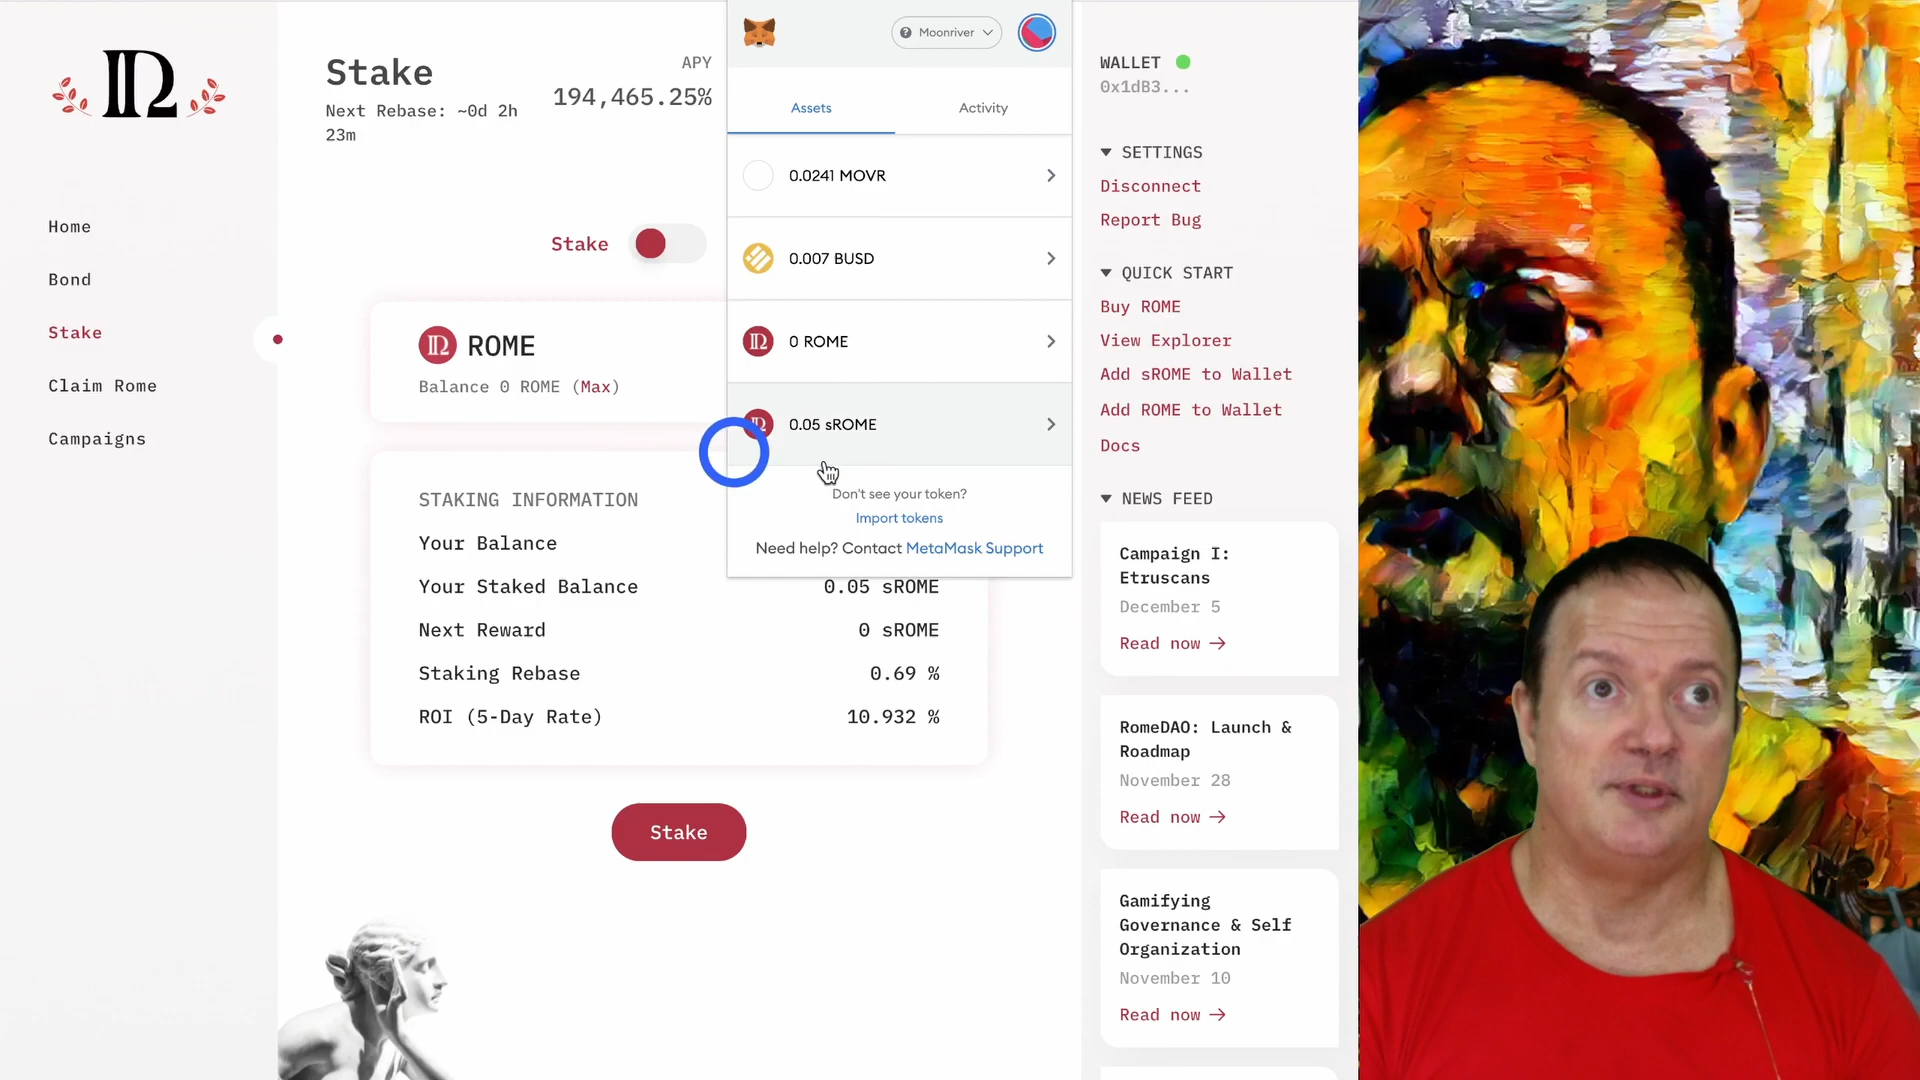 Home
Bond
Stake
Claim Rome
Campaigns
Stake
Next Rebase: ~0d 2h
23m
APY
194,465.25%
Stake
ROME
Balance 0 ROME (Max)
STAKING INFORMATION
Your Balance
Your Staked Balance
0.05 sROME
Next Reward
0 sROME
Staking Rebase
0.69 %
ROI (5-Day Rate)
10.932 %
Stake
Moonriver
Assets
Activity
0.0241 MOVR
0.007 BUSD
0 ROME
0.05 sROME
Don't see your token?
Import tokens
Need help? Contact MetaMask Support
WALLET
0x1dB3...
SETTINGS
Disconnect
Report Bug
QUICK START
Buy ROME
View Explorer
Add sROME to Wallet
Add ROME to Wallet
Docs
NEWS FEED
Campaign I:
Etruscans
December 5
Read now →
RomeDAO: Launch &
Roadmap
November 28
Read now →
Gamifying
Governance & Self
Organization
November 10
Read now →